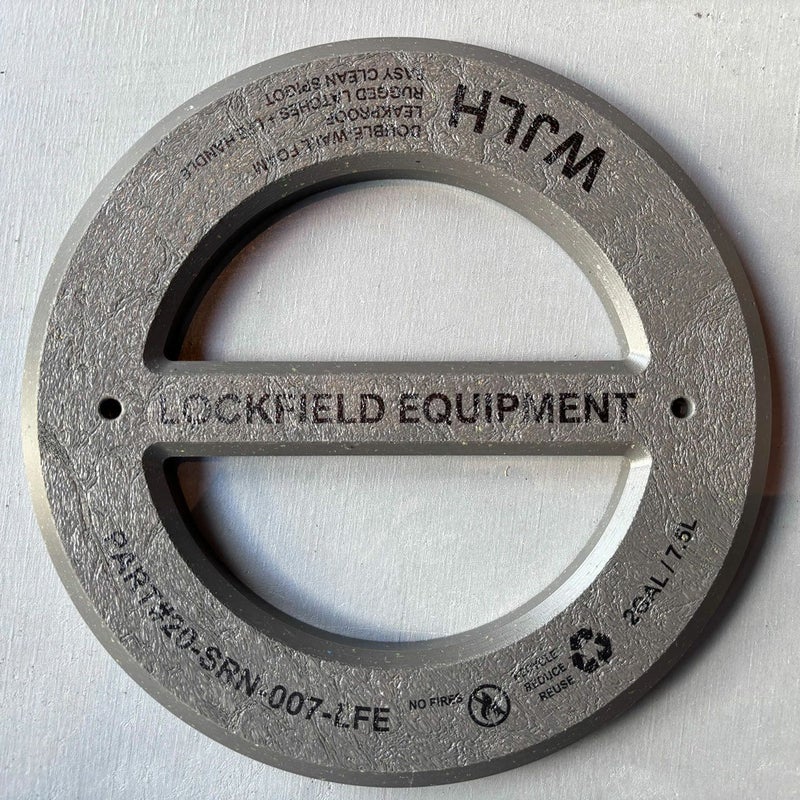 WJLH
DOUBLE WALL FOAM
LEAKPROOF
RUGGED LATCHES + LIFE HANDLE
EASY CLEAN SPIGOT
LOCKFIELD EQUIPMENT
PART#20-SRN-007-LFE
NO FIRES
RECYCLE
REDUCE
REUSE
2GAL / 7.5L